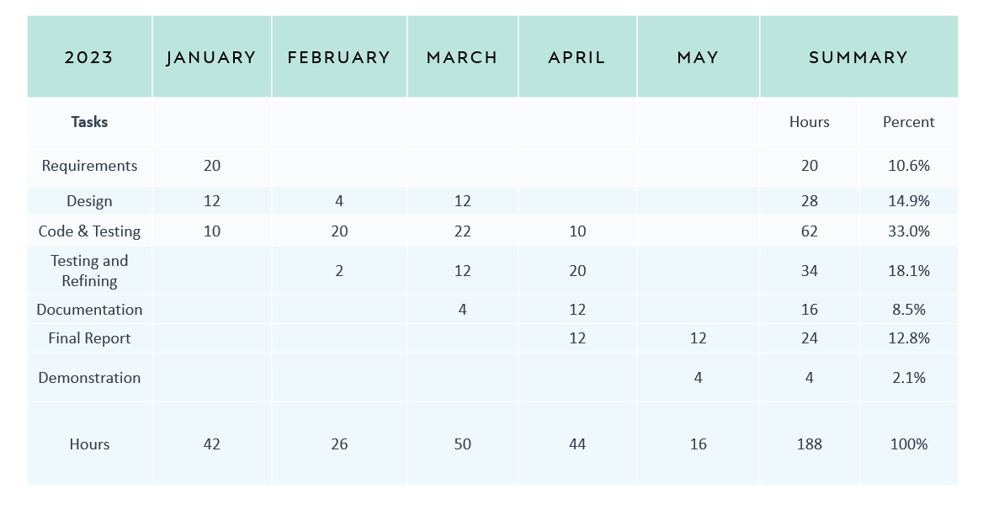 2023 JANUARY FEBRUARY MARCH APRIL MAY SUMMARY
Tasks Hours Percent
Requirements 20 20 10.6%
Design 12 4 12 28 14.9%
Code & Testing 10 20 22 10 62 33.0%
Testing and
Refining 2 12 20 34 18.1%
Documentation 4 12 16 8.5%
Final Report 12 12 24 12.8%
Demonstration 4 4 2.1%
Hours 42 26 50 44 16 188 100%